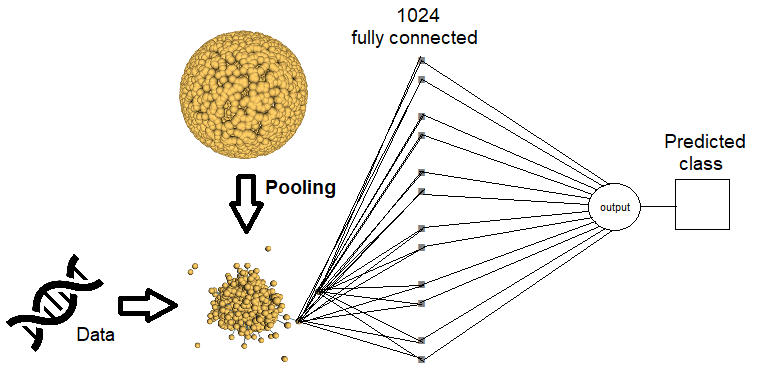 1024
fully connected
Pooling
Predicted
class
output
Data